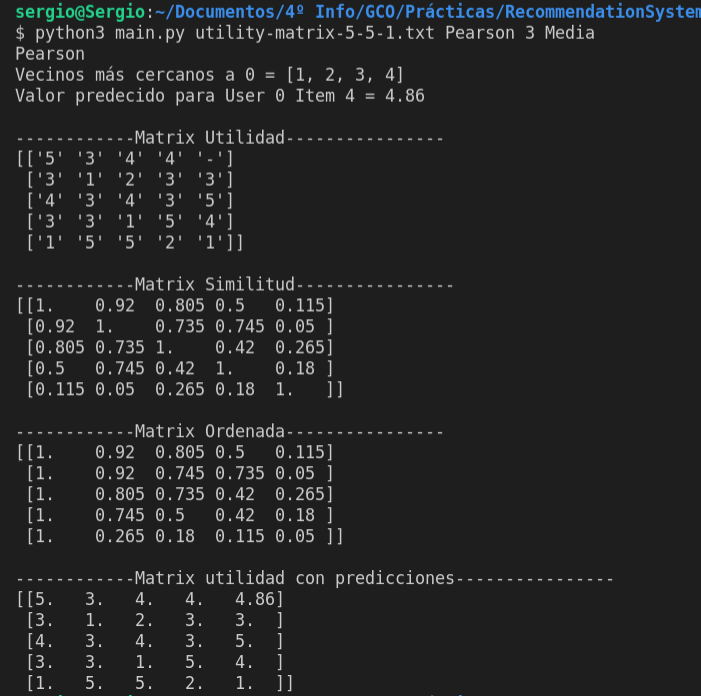 sergio@Sergio:~/Documentos/4º Info/GCO/Prácticas/RecommendationSystem
$ python3 main.py utility-matrix-5-5-1.txt Pearson 3 Media
Pearson
Vecinos más cercanos a 0 = [1, 2, 3, 4]
Valor predecido para User 0 Item 4 = 4.86
------------Matrix Utilidad----------------
[['5' '3' '4' '4' '-']
 ['3' '1' '2' '3' '3']
 ['4' '3' '4' '3' '5']
 ['3' '3' '1' '5' '4']
 ['1' '5' '5' '2' '1']]
------------Matrix Similitud----------------
[[1.    0.92  0.805 0.5   0.115]
 [0.92  1.    0.735 0.745 0.05 ]
 [0.805 0.735 1.    0.42  0.265]
 [0.5   0.745 0.42  1.    0.18 ]
 [0.115 0.05  0.265 0.18  1.   ]]
------------Matrix Ordenada----------------
[[1.    0.92  0.805 0.5   0.115]
 [1.    0.92  0.745 0.735 0.05 ]
 [1.    0.805 0.735 0.42  0.265]
 [1.    0.745 0.5   0.42  0.18 ]
 [1.    0.265 0.18  0.115 0.05 ]]
------------Matrix utilidad con predicciones----------------
[[5.   3.   4.   4.   4.86]
 [3.   1.   2.   3.   3.  ]
 [4.   3.   4.   3.   5.  ]
 [3.   3.   1.   5.   4.  ]
 [1.   5.   5.   2.   1.  ]]